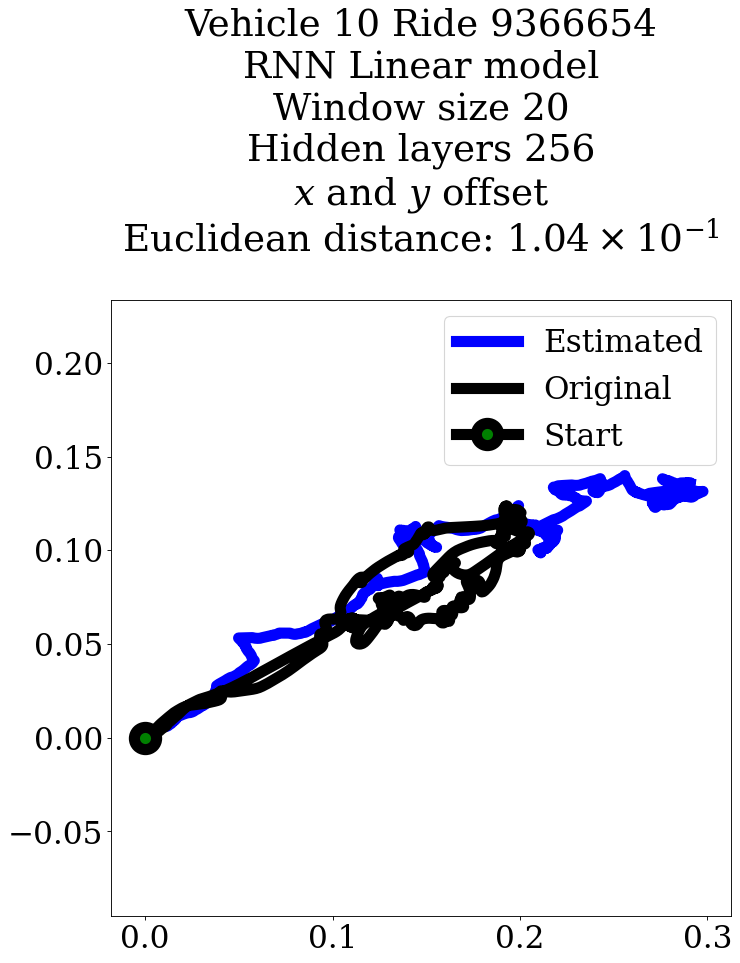 Vehicle 10 Ride 9366654
RNN Linear model
Window size 20
Hidden layers 256
x and y offset
Euclidean distance: 1.04 × 10⁻¹
Estimated
Original
Start
0.20
0.15
0.10
0.05
0.00
−0.05
0.0 0.1 0.2 0.3